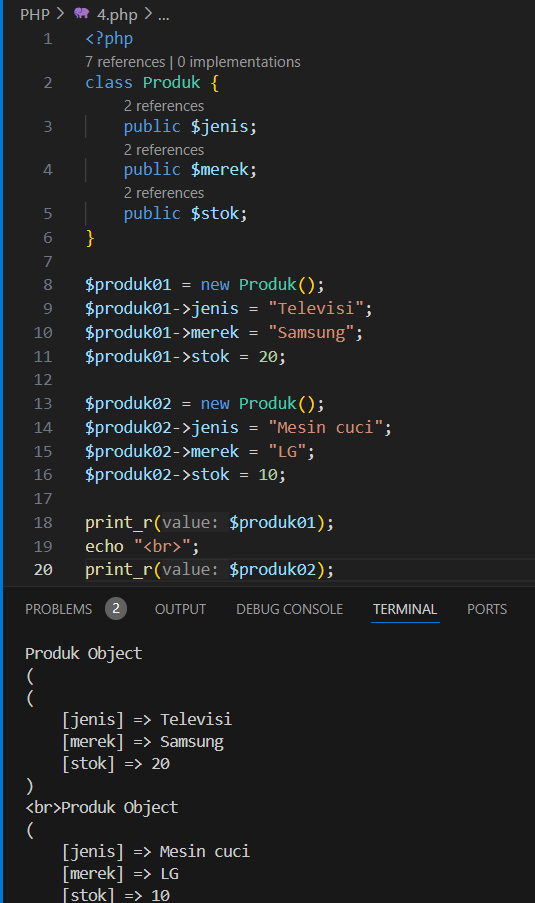 PHP > 4.php > ...
1 <?php
7 references | 0 implementations
2 class Produk {
2 references
3 public $jenis;
2 references
4 public $merek;
2 references
5 public $stok;
6 }
7
8 $produk01 = new Produk();
9 $produk01->jenis = "Televisi";
10 $produk01->merek = "Samsung";
11 $produk01->stok = 20;
12
13 $produk02 = new Produk();
14 $produk02->jenis = "Mesin cuci";
15 $produk02->merek = "LG";
16 $produk02->stok = 10;
17
18 print_r(value: $produk01);
19 echo "<br>";
20 print_r(value: $produk02);
PROBLEMS 2 OUTPUT DEBUG CONSOLE TERMINAL PORTS
Produk Object
(
(
[jenis] => Televisi
[merek] => Samsung
[stok] => 20
)
<br>Produk Object
(
[jenis] => Mesin cuci
[merek] => LG
[stok] => 10